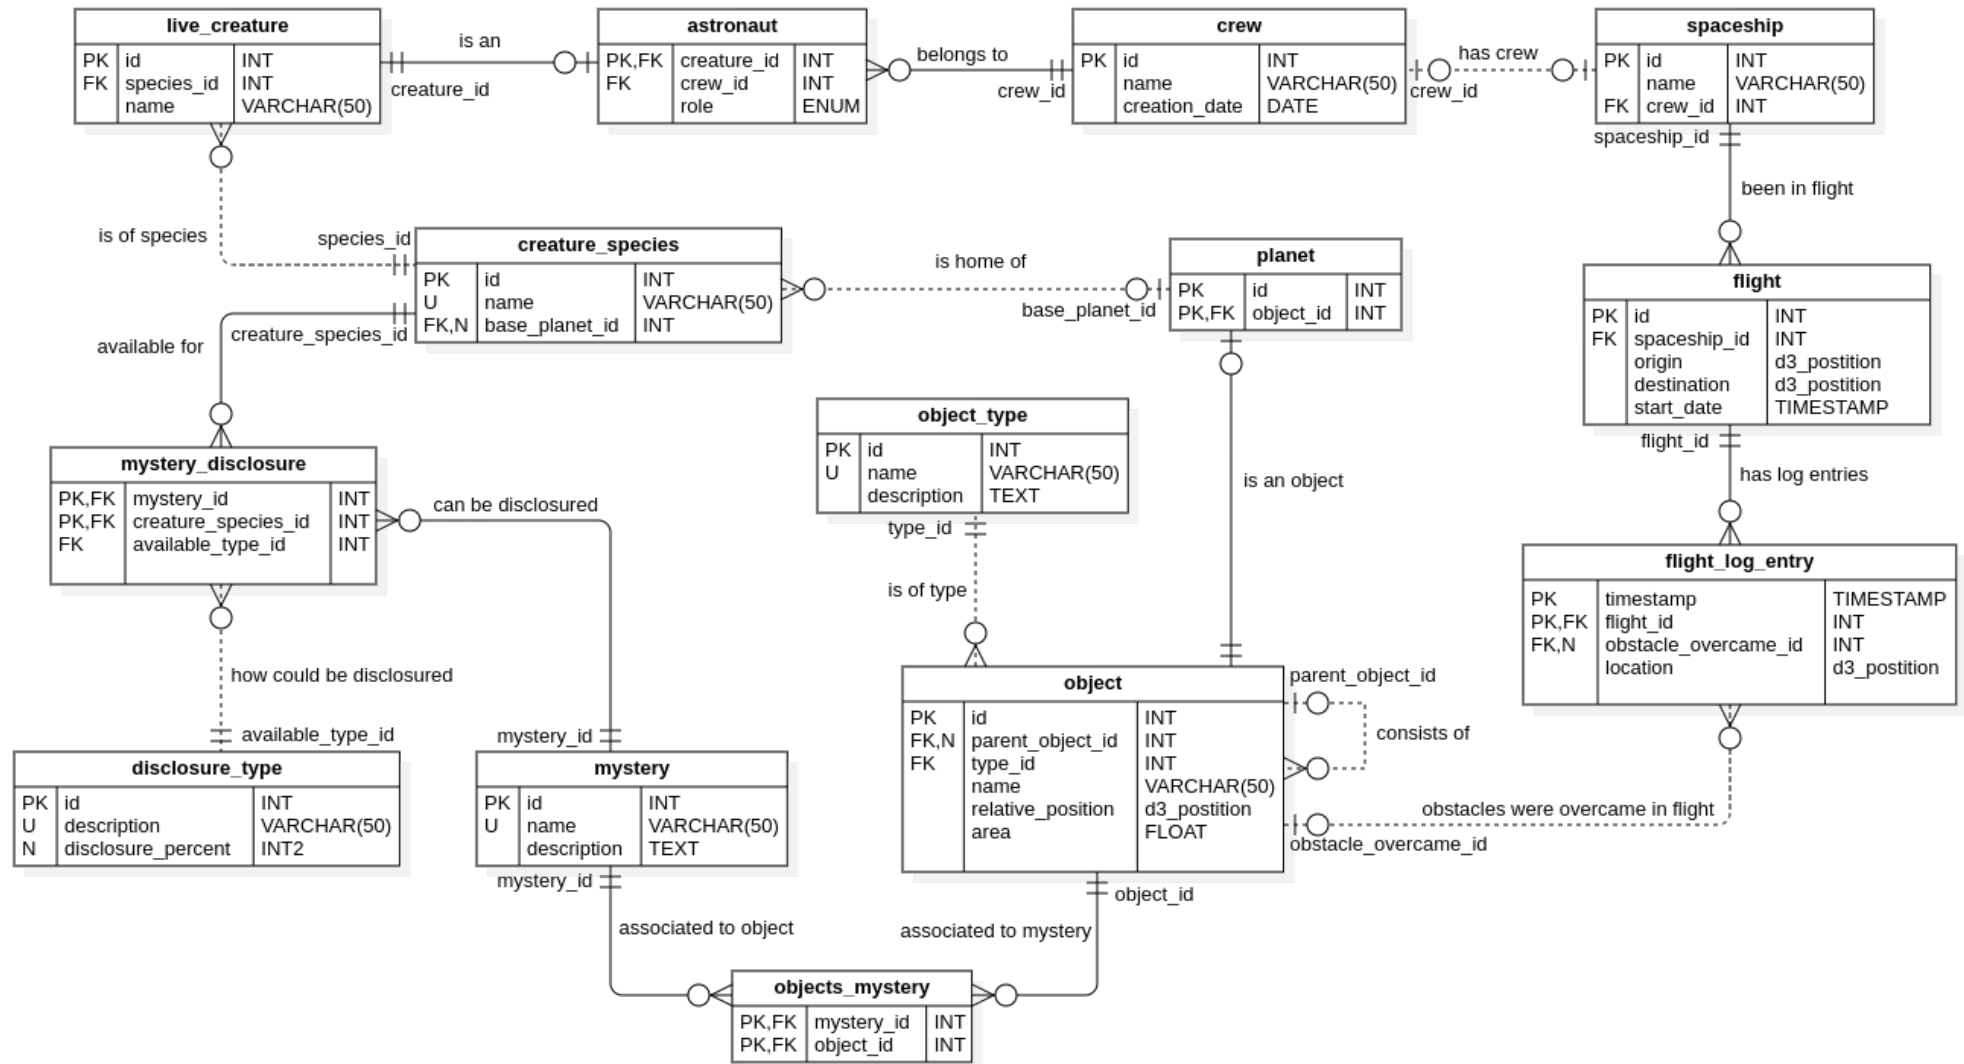 live_creature
PK id INT
FK species_id INT
name VARCHAR(50)
is an
creature_id
astronaut
PK,FK creature_id INT
FK crew_id INT
role ENUM
belongs to
crew_id
crew
PK id INT
name VARCHAR(50)
creation_date DATE
has crew
crew_id
spaceship
PK id INT
name VARCHAR(50)
FK crew_id INT
spaceship_id
been in flight
is of species
species_id
creature_species
PK id INT
U name VARCHAR(50)
FK,N base_planet_id INT
is home of
base_planet_id
planet
PK id INT
PK,FK object_id INT
flight
PK id INT
FK spaceship_id INT
origin d3_postition
destination d3_postition
start_date TIMESTAMP
creature_species_id
available for
object_type
PK id INT
U name VARCHAR(50)
description TEXT
type_id
is of type
is an object
flight_id
has log entries
mystery_disclosure
PK,FK mystery_id INT
PK,FK creature_species_id INT
FK available_type_id INT
can be disclosured
flight_log_entry
PK timestamp TIMESTAMP
PK,FK flight_id INT
FK,N obstacle_overcame_id INT
location d3_postition
how could be disclosured
available_type_id
mystery_id
object
PK id INT
FK,N parent_object_id INT
FK type_id INT
name VARCHAR(50)
relative_position d3_postition
area FLOAT
parent_object_id
consists of
obstacles were overcame in flight
obstacle_overcame_id
disclosure_type
PK id INT
U description VARCHAR(50)
N disclosure_percent INT2
mystery
PK id INT
U name VARCHAR(50)
description TEXT
mystery_id
object_id
associated to object
associated to mystery
objects_mystery
PK,FK mystery_id INT
PK,FK object_id INT